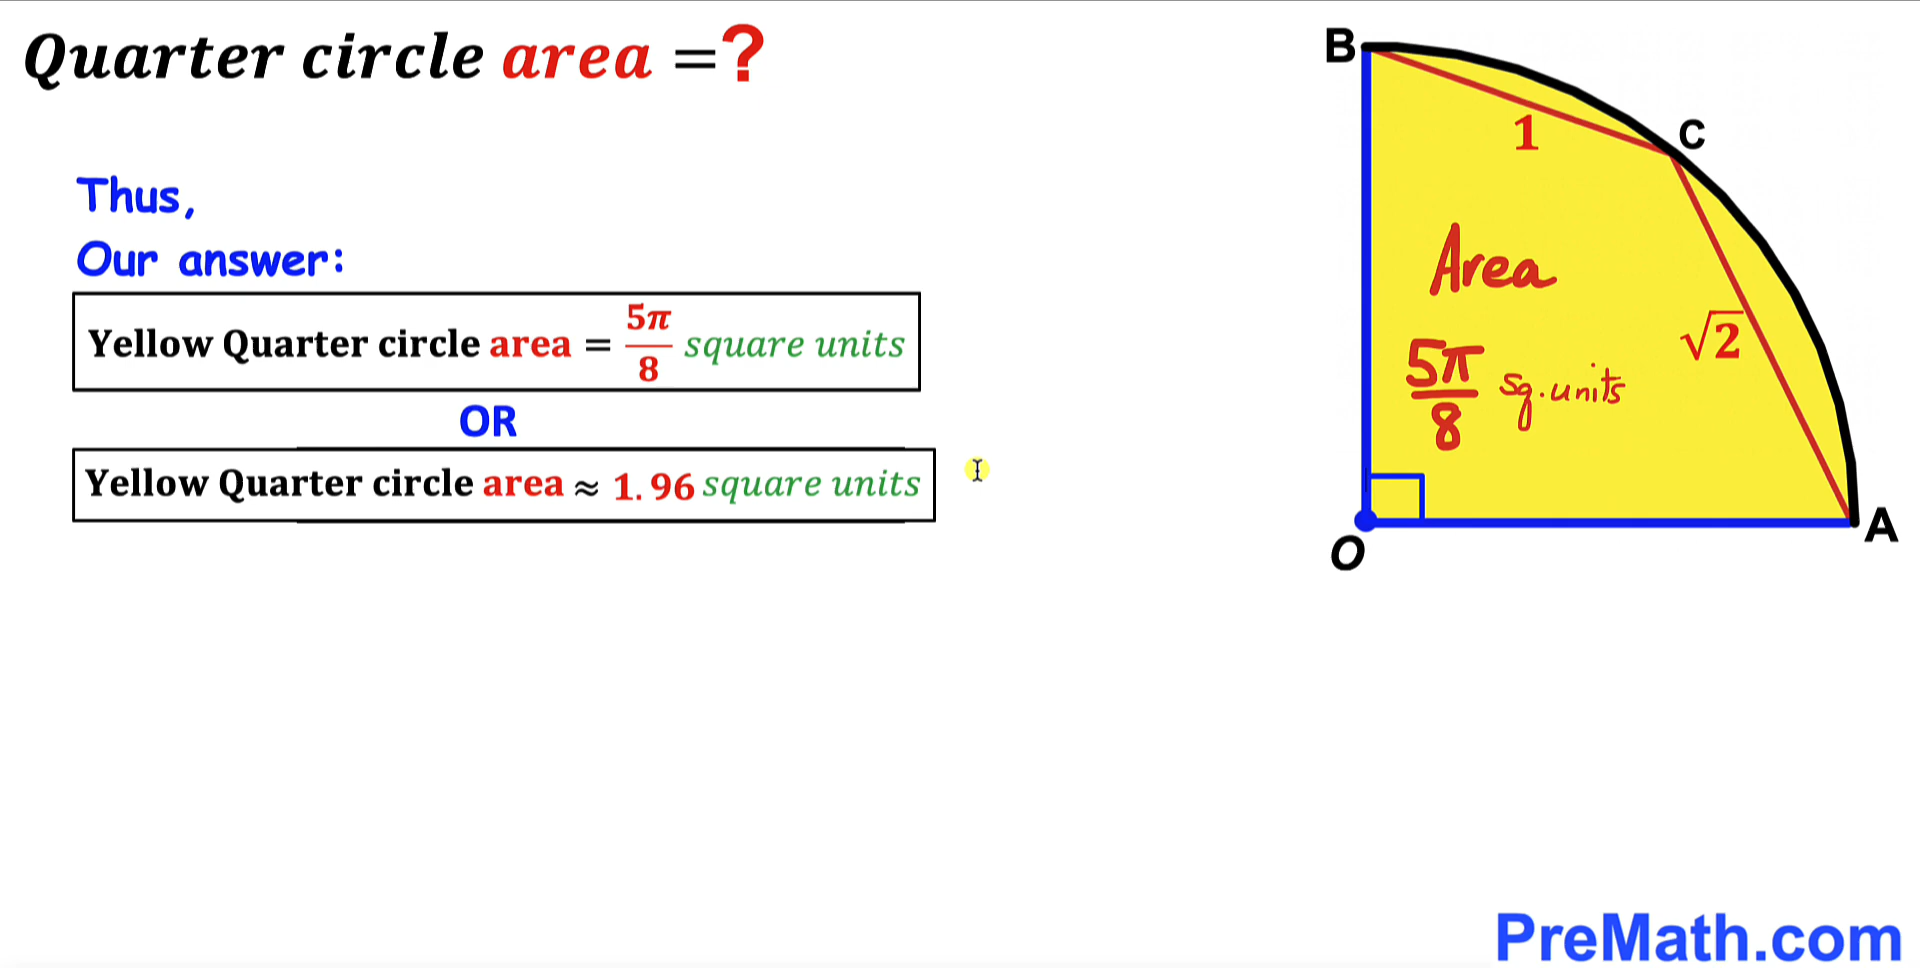 Quarter circle area =?
Thus,
Our answer:
Yellow Quarter circle area = 5π/8 square units
OR
Yellow Quarter circle area ≈ 1.96 square units
B
C
1
Area
√2
5π/8 sq.units
A
O
PreMath.com